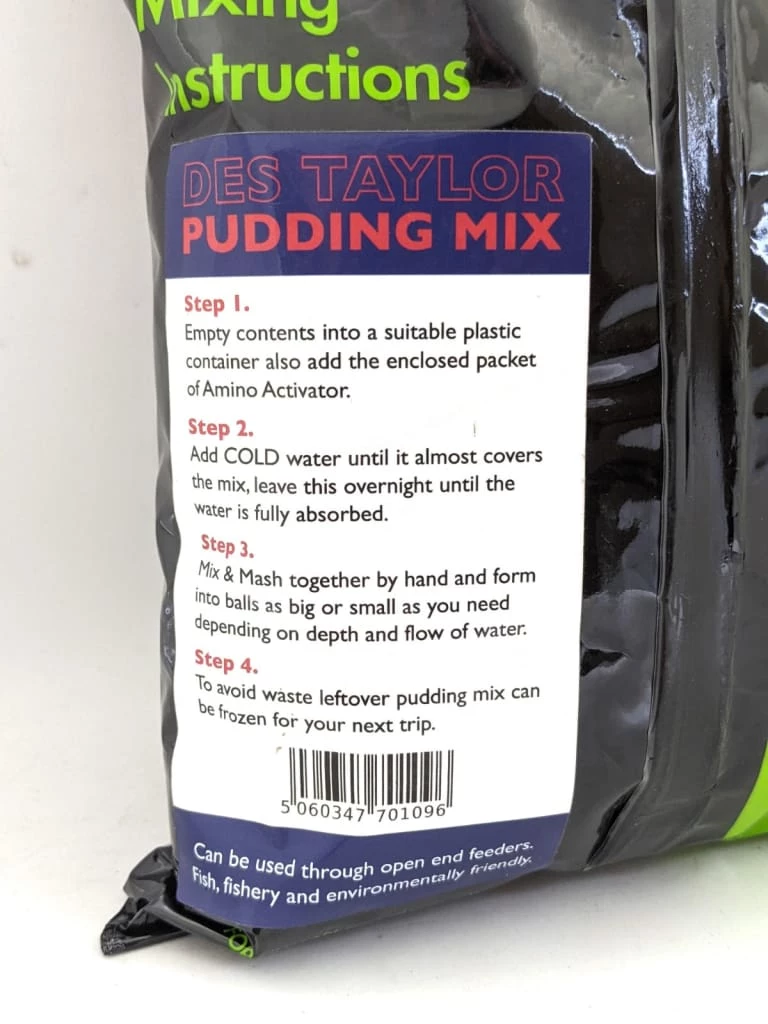 Mixing
Instructions
DES TAYLOR
PUDDING MIX
Step 1.
Empty contents into a suitable plastic
container also add the enclosed packet
of Amino Activator.
Step 2.
Add COLD water until it almost covers
the mix, leave this overnight until the
water is fully absorbed.
Step 3.
Mix & Mash together by hand and form
into balls as big or small as you need
depending on depth and flow of water.
Step 4.
To avoid waste leftover pudding mix can
be frozen for your next trip.
5 060347 701096
Can be used through open end feeders.
Fish, fishery and environmentally friendly.